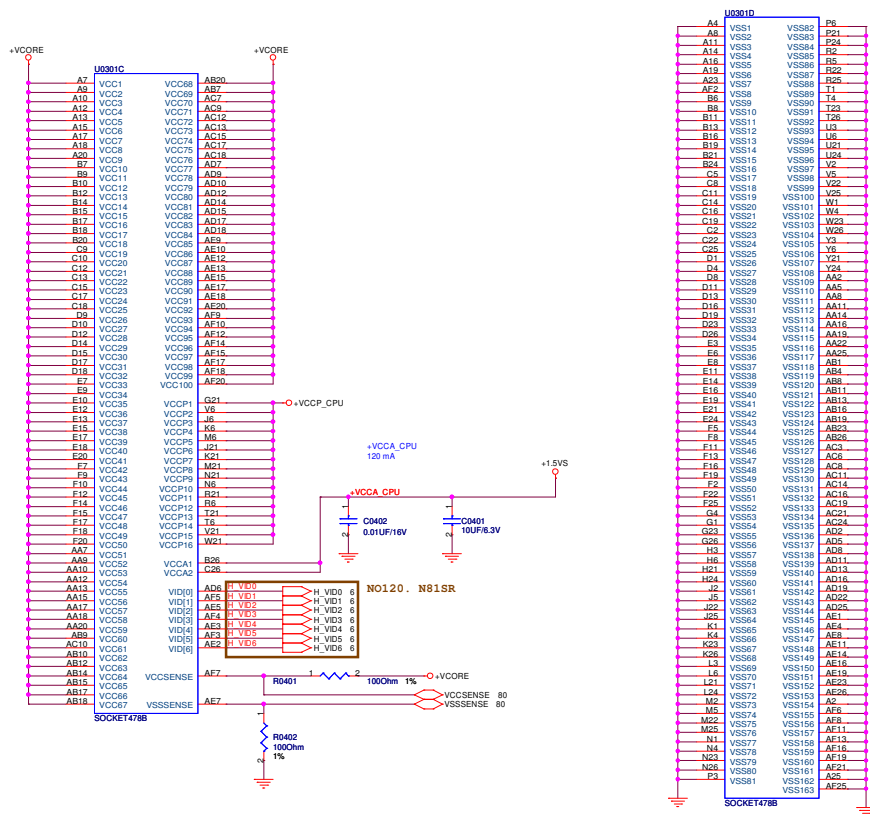 +VCORE +VCORE
U0301C
A7 VCC1 VCC68 AB20
A9 VCC2 VCC69 AB7
A10 VCC3 VCC70 AC7
A12 VCC4 VCC71 AC9
A13 VCC5 VCC72 AC12
A15 VCC6 VCC73 AC13
A17 VCC7 VCC74 AC15
A18 VCC8 VCC75 AC17
A20 VCC9 VCC76 AC18
B7 VCC10 VCC77 AD7
B9 VCC11 VCC78 AD9
B10 VCC12 VCC79 AD10
B12 VCC13 VCC80 AD12
B14 VCC14 VCC81 AD14
B15 VCC15 VCC82 AD15
B17 VCC16 VCC83 AD17
B18 VCC17 VCC84 AD18
B20 VCC18 VCC85 AE9
C9 VCC19 VCC86 AE10
C10 VCC20 VCC87 AE12
C12 VCC21 VCC88 AE13
C13 VCC22 VCC89 AE15
C15 VCC23 VCC90 AE17
C17 VCC24 VCC91 AE18
C18 VCC25 VCC92 AE20
D9 VCC26 VCC93 AF9
D10 VCC27 VCC94 AF10
D12 VCC28 VCC95 AF12
D14 VCC29 VCC96 AF14
D15 VCC30 VCC97 AF15
D17 VCC31 VCC98 AF17
D18 VCC32 VCC99 AF18
E7 VCC33 VCC100 AF20
E9 VCC34
E10 VCC35 VCCP1 G21 +VCCP_CPU
E12 VCC36 VCCP2 V6
E13 VCC37 VCCP3 J6
E15 VCC38 VCCP4 K6
E17 VCC39 VCCP5 M6
E18 VCC40 VCCP6 J21
E20 VCC41 VCCP7 K21
F7 VCC42 VCCP8 M21
F9 VCC43 VCCP9 N21
F10 VCC44 VCCP10 N6
F12 VCC45 VCCP11 R21
F14 VCC46 VCCP12 R6
F15 VCC47 VCCP13 T21
F17 VCC48 VCCP14 T6
F18 VCC49 VCCP15 V21
F20 VCC50 VCCP16 W21
AA7 VCC51
AA9 VCC52 VCCA1 B26
AA10 VCC53 VCCA2 C26
AA12 VCC54
AA13 VCC55 VID[0] AD6 H_VID0 H_VID0 6
AA15 VCC56 VID[1] AF5 H_VID1 H_VID1 6
AA17 VCC57 VID[2] AE5 H_VID2 H_VID2 6
AA18 VCC58 VID[3] AF4 H_VID3 H_VID3 6
AA20 VCC59 VID[4] AE3 H_VID4 H_VID4 6
AB9 VCC60 VID[5] AF3 H_VID5 H_VID5 6
AC10 VCC61 VID[6] AE2 H_VID6 H_VID6 6
AB10 VCC62
AB12 VCC63
AB14 VCC64 VCCSENSE AF7
AB15 VCC65
AB17 VCC66
AB18 VCC67 VSSSENSE AE7
SOCKET478B
+VCCA_CPU
120 mA
+1.5VS
+VCCA_CPU
1 2 C0402
0.01UF/16V
1 2 C0401
10UF/6.3V
NO120. N81SR
1 2 +VCORE
R0401 100Ohm 1%
VCCSENSE 80
VSSSENSE 80
1 2 R0402
100Ohm
1%
U0301D
A4 VSS1 VSS82 P6
A8 VSS2 VSS83 P21
A11 VSS3 VSS84 P24
A14 VSS4 VSS85 R2
A16 VSS5 VSS86 R5
A19 VSS6 VSS87 R22
A23 VSS7 VSS88 R25
AF2 VSS8 VSS89 T1
B6 VSS9 VSS90 T4
B8 VSS10 VSS91 T23
B11 VSS11 VSS92 T26
B13 VSS12 VSS93 U3
B16 VSS13 VSS94 U6
B19 VSS14 VSS95 U21
B21 VSS15 VSS96 U24
B24 VSS16 VSS97 V2
C5 VSS17 VSS98 V5
C8 VSS18 VSS99 V22
C11 VSS19 VSS100 V25
C14 VSS20 VSS101 W1
C16 VSS21 VSS102 W4
C19 VSS22 VSS103 W23
C2 VSS23 VSS104 W26
C22 VSS24 VSS105 Y3
C25 VSS25 VSS106 Y6
D1 VSS26 VSS107 Y21
D4 VSS27 VSS108 Y24
D8 VSS28 VSS109 AA2
D11 VSS29 VSS110 AA5
D13 VSS30 VSS111 AA8
D16 VSS31 VSS112 AA11
D19 VSS32 VSS113 AA14
D23 VSS33 VSS114 AA16
D26 VSS34 VSS115 AA19
E3 VSS35 VSS116 AA22
E6 VSS36 VSS117 AA25
E8 VSS37 VSS118 AB1
E11 VSS38 VSS119 AB4
E14 VSS39 VSS120 AB8
E16 VSS40 VSS121 AB11
E19 VSS41 VSS122 AB13
E21 VSS42 VSS123 AB16
E24 VSS43 VSS124 AB19
F5 VSS44 VSS125 AB23
F8 VSS45 VSS126 AB26
F11 VSS46 VSS127 AC3
F13 VSS47 VSS128 AC6
F16 VSS48 VSS129 AC8
F19 VSS49 VSS130 AC11
F2 VSS50 VSS131 AC14
F22 VSS51 VSS132 AC16
F25 VSS52 VSS133 AC19
G4 VSS53 VSS134 AC21
G1 VSS54 VSS135 AC24
G23 VSS55 VSS136 AD2
G26 VSS56 VSS137 AD5
H3 VSS57 VSS138 AD8
H6 VSS58 VSS139 AD11
H21 VSS59 VSS140 AD13
H24 VSS60 VSS141 AD16
J2 VSS61 VSS142 AD19
J5 VSS62 VSS143 AD22
J22 VSS63 VSS144 AD25
J25 VSS64 VSS145 AE1
K1 VSS65 VSS146 AE4
K4 VSS66 VSS147 AE8
K23 VSS67 VSS148 AE11
K26 VSS68 VSS149 AE14
L3 VSS69 VSS150 AE16
L6 VSS70 VSS151 AE19
L21 VSS71 VSS152 AE23
L24 VSS72 VSS153 AE26
M2 VSS73 VSS154 A2
M5 VSS74 VSS155 AF6
M22 VSS75 VSS156 AF8
M25 VSS76 VSS157 AF11
N1 VSS77 VSS158 AF13
N4 VSS78 VSS159 AF16
N23 VSS79 VSS160 AF19
N26 VSS80 VSS161 AF21
P3 VSS81 VSS162 A25
VSS163 AF25
SOCKET478B